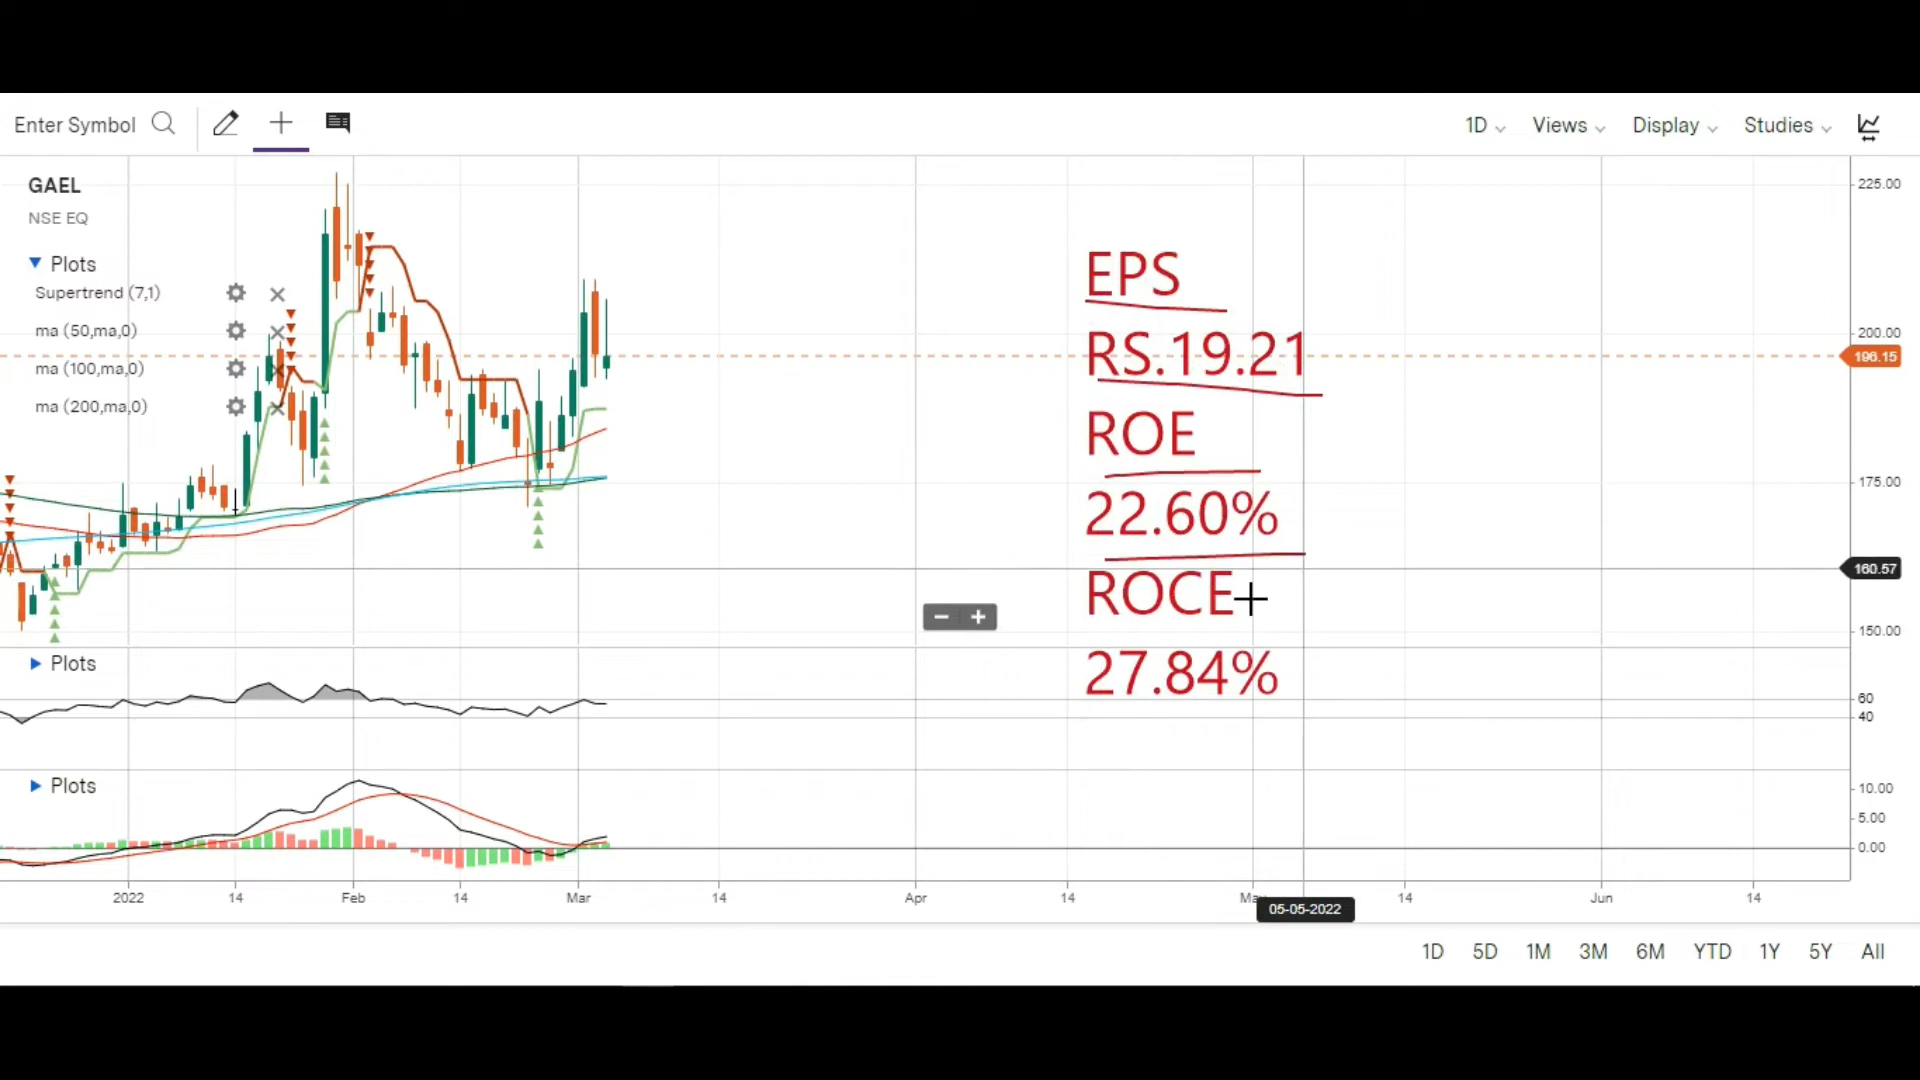 Enter Symbol
1D Views Display Studies
GAEL
NSE EQ
Plots
Supertrend (7,1)
ma (50,ma,0)
ma (100,ma,0)
ma (200,ma,0)
225.00
200.00
196.15
175.00
160.57
150.00
EPS
RS.19.21
ROE
22.60%
ROCE
27.84%
Plots
60
40
Plots
10.00
5.00
0.00
2022 14 Feb 14 Mar 14 Apr 14 May 14 Jun 14
05-05-2022
1D 5D 1M 3M 6M YTD 1Y 5Y All